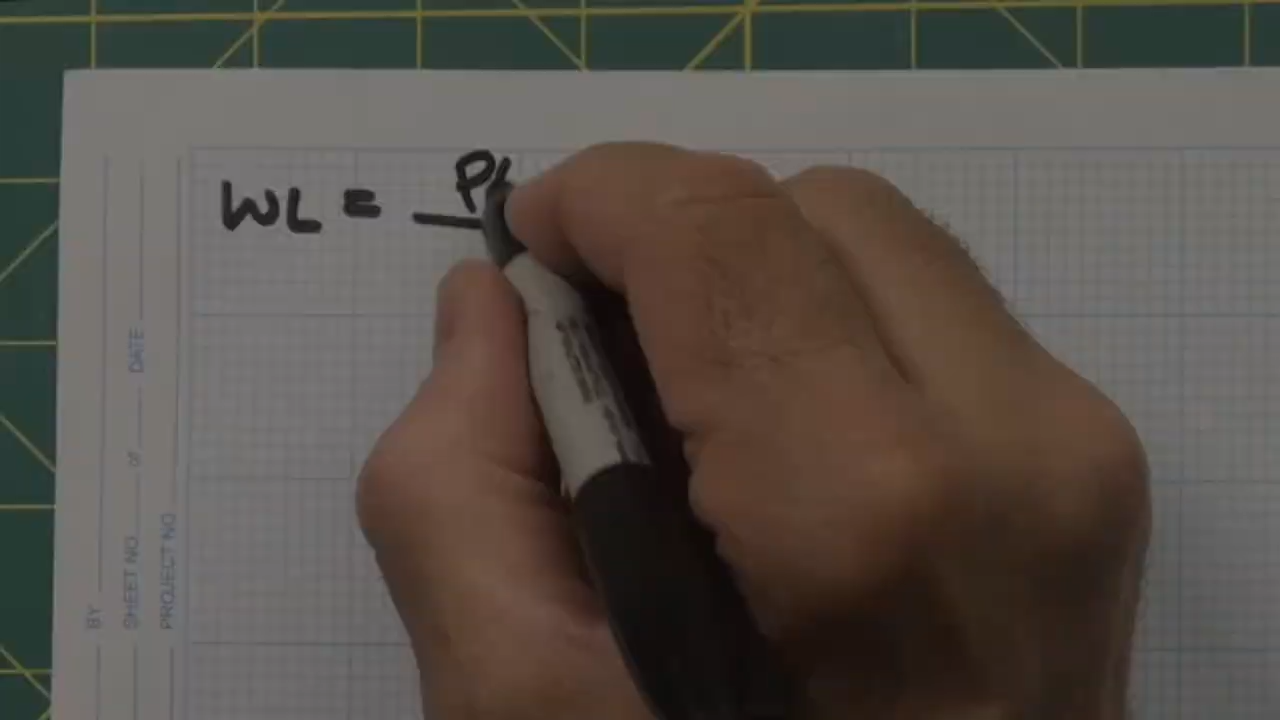 WL = P
BY
SHEET NO. of DATE
PROJECT NO